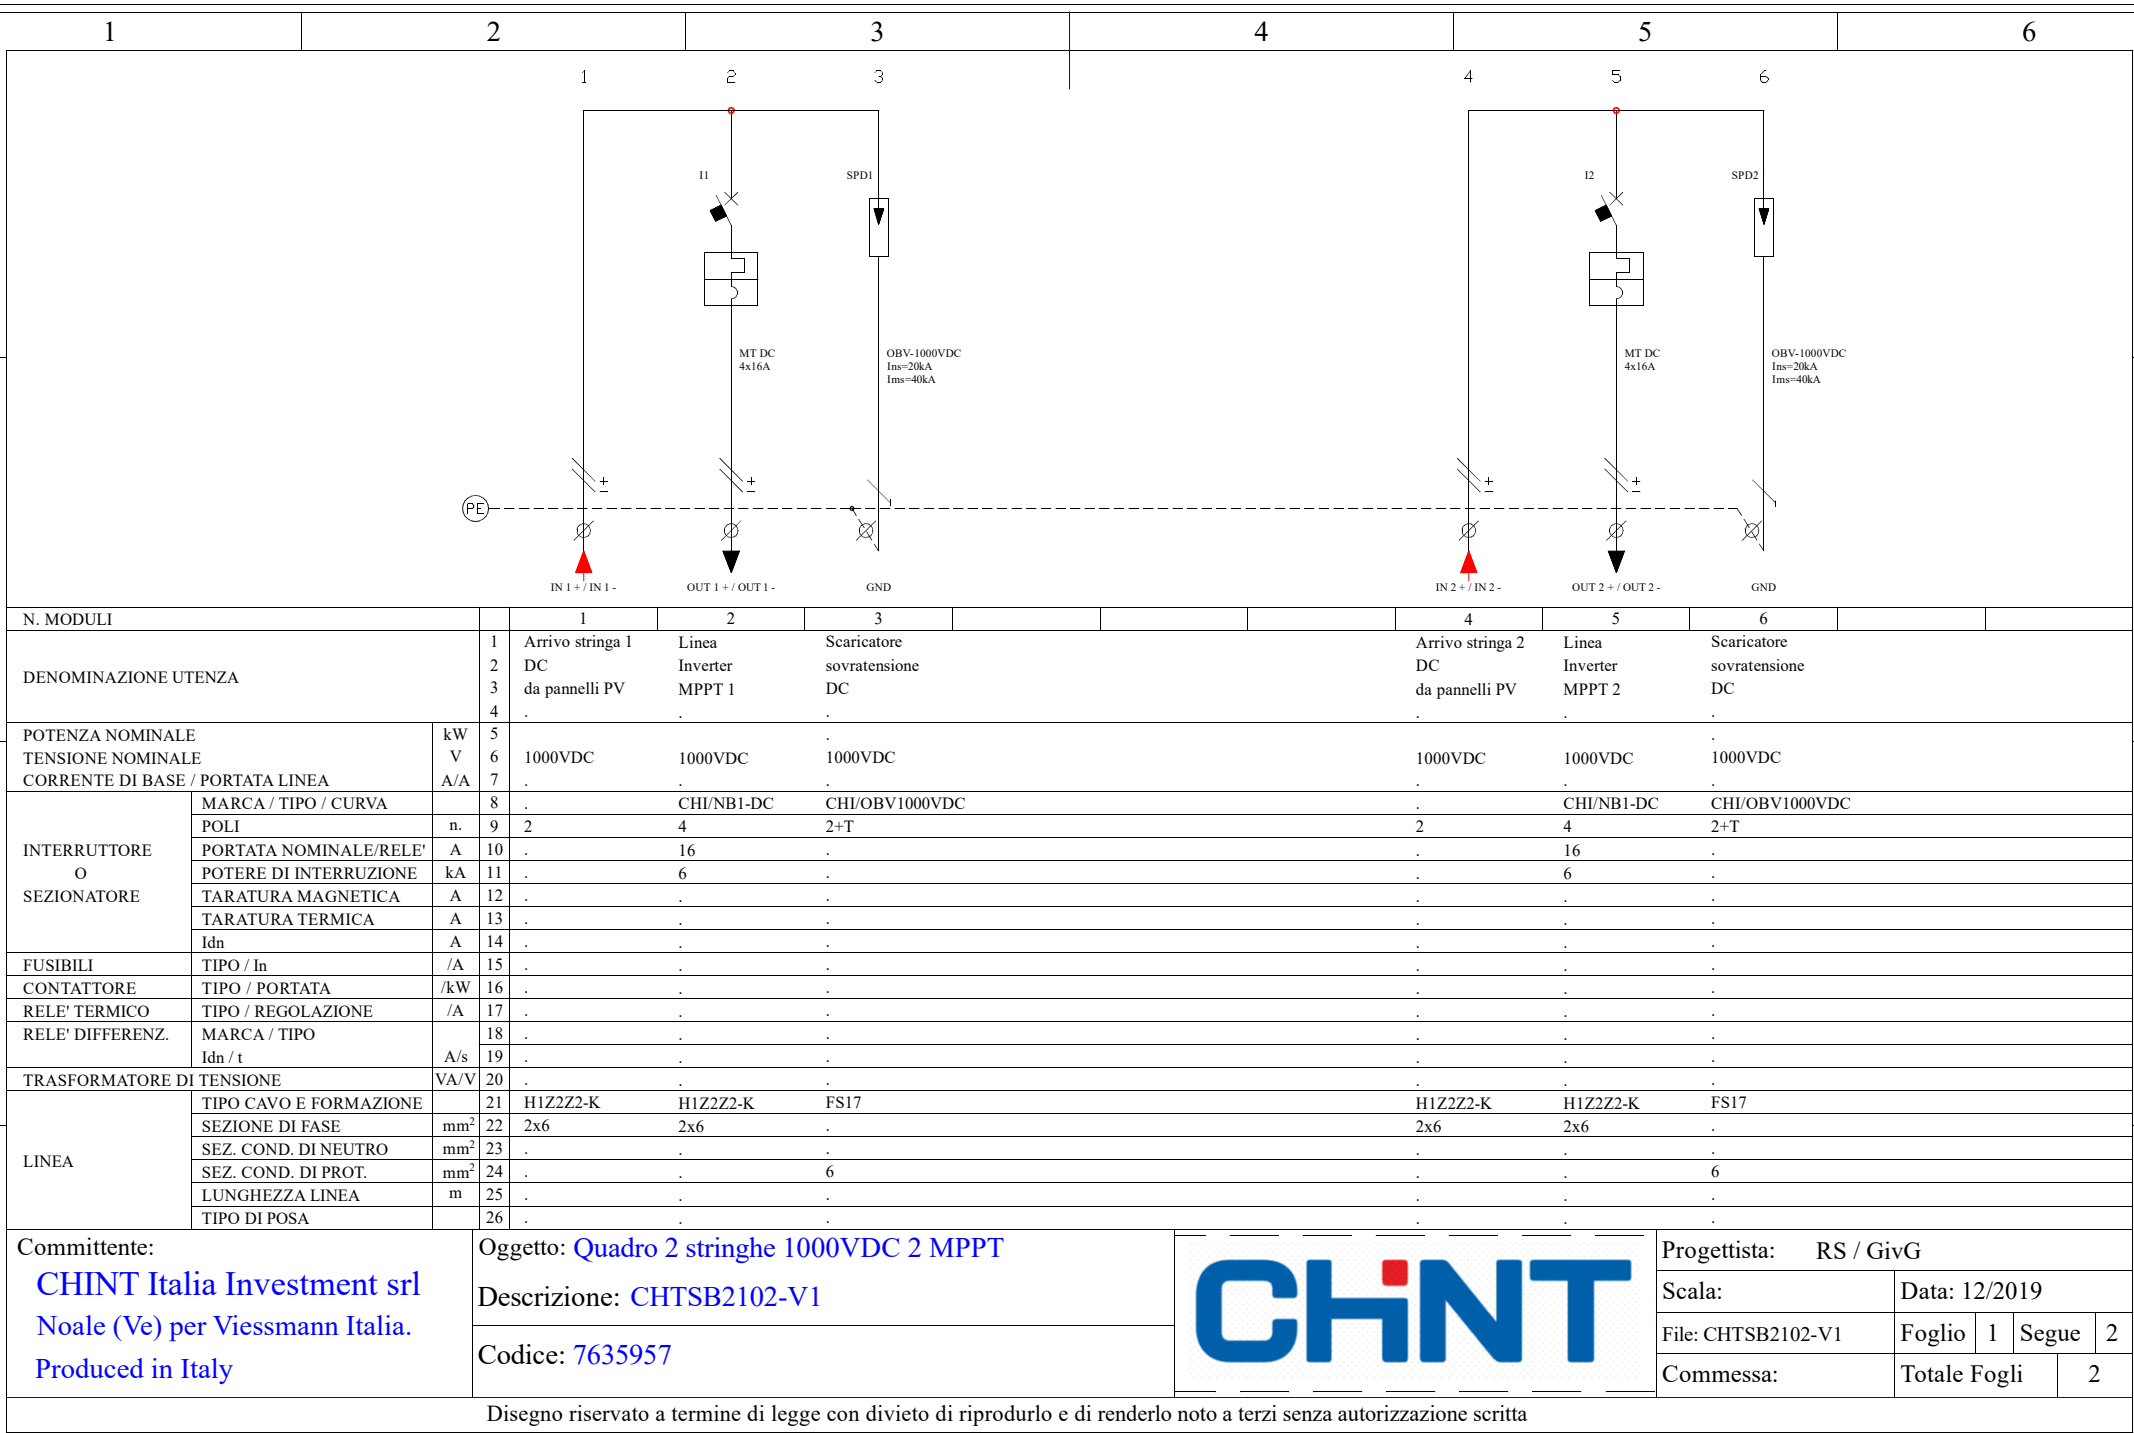 1 2 3 4 5 6
1 2 3 4 5 6
I1 SPD1 I2 SPD2
MT DC OBV-1000VDC MT DC OBV-1000VDC
4x16A Ins=20kA 4x16A Ins=20kA
Ims=40kA Ims=40kA
+ + + +
- - - -
PE
IN 1 + / IN 1 - OUT 1 + / OUT 1 - GND IN 2 + / IN 2 - OUT 2 + / OUT 2 - GND
N. MODULI 1 2 3 4 5 6
DENOMINAZIONE UTENZA
1 Arrivo stringa 1 Linea Scaricatore Arrivo stringa 2 Linea Scaricatore
2 DC Inverter sovratensione DC Inverter sovratensione
3 da pannelli PV MPPT 1 DC da pannelli PV MPPT 2 DC
4 . . . . . .
POTENZA NOMINALE kW 5 . .
TENSIONE NOMINALE V 6 1000VDC 1000VDC 1000VDC 1000VDC 1000VDC 1000VDC
CORRENTE DI BASE / PORTATA LINEA A/A 7 . . . . . .
INTERRUTTORE
O
SEZIONATORE
MARCA / TIPO / CURVA 8 . CHI/NB1-DC CHI/OBV1000VDC . CHI/NB1-DC CHI/OBV1000VDC
POLI n. 9 2 4 2+T 2 4 2+T
PORTATA NOMINALE/RELE' A 10 . 16 . . 16 .
POTERE DI INTERRUZIONE kA 11 . 6 . . 6 .
TARATURA MAGNETICA A 12 . . . . . .
TARATURA TERMICA A 13 . . . . . .
Idn A 14 . . . . . .
FUSIBILI TIPO / In /A 15 . . . . . .
CONTATTORE TIPO / PORTATA /kW 16 . . . . . .
RELE' TERMICO TIPO / REGOLAZIONE /A 17 . . . . . .
RELE' DIFFERENZ. MARCA / TIPO 18 . . . . . .
Idn / t A/s 19 . . . . . .
TRASFORMATORE DI TENSIONE VA/V 20 . . . . . .
LINEA
TIPO CAVO E FORMAZIONE 21 H1Z2Z2-K H1Z2Z2-K FS17 H1Z2Z2-K H1Z2Z2-K FS17
SEZIONE DI FASE mm² 22 2x6 2x6 . 2x6 2x6 .
SEZ. COND. DI NEUTRO mm² 23 . . . . . .
SEZ. COND. DI PROT. mm² 24 . . 6 . . 6
LUNGHEZZA LINEA m 25 . . . . . .
TIPO DI POSA 26 . . . . . .
Committente:
CHINT Italia Investment srl
Noale (Ve) per Viessmann Italia.
Produced in Italy
Oggetto: Quadro 2 stringhe 1000VDC 2 MPPT
Descrizione: CHTSB2102-V1
Codice: 7635957
CHINT
Progettista: RS / GivG
Scala: Data: 12/2019
File: CHTSB2102-V1 Foglio 1 Segue 2
Commessa: Totale Fogli 2
Disegno riservato a termine di legge con divieto di riprodurlo e di renderlo noto a terzi senza autorizzazione scritta